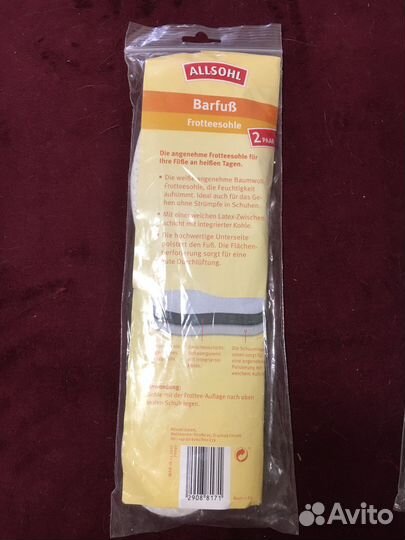 ALLSOHL
Barfuß
Frotteesohle
2 PAAR
Die angenehme Frotteesohle für
Ihre Füße an heißen Tagen.
• Die weiße angenehme Baumwoll-
Frotteesohle, die Feuchtigkeit
aufnimmt. Ideal auch für das Ge-
hen ohne Strümpfe in Schuhen.
• Mit einer weichen Latex-Zwischen-
schicht mit integrierter Kohle.
• Die hochwertige Unterseite
polstert den Fuß. Die Flächen-
perforierung sorgt für eine
gute Durchlüftung.
Anwendung:
Sohle mit der Frottee-Auflage nach oben
in den Schuh legen.
29088171
Avito